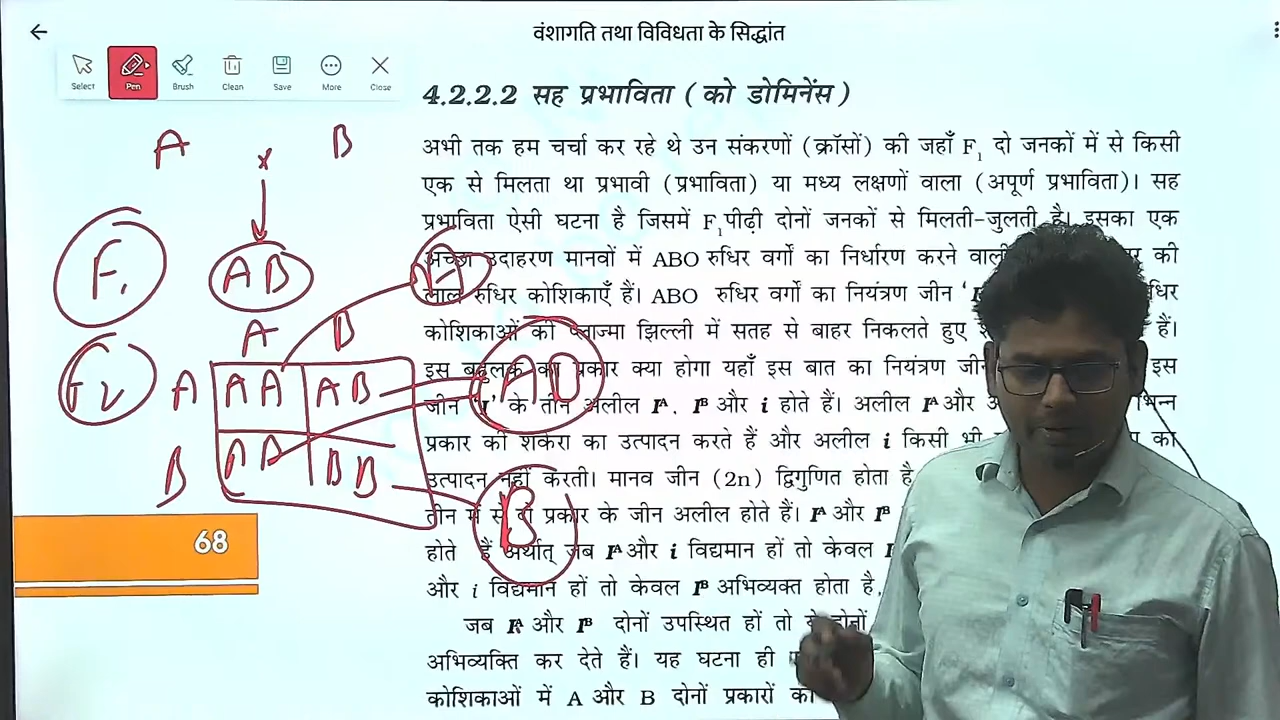 वंशागति तथा विविधता के सिद्धांत
Select Pen Brush Clean Save More Close
4.2.2.2 सह प्रभाविता ( को डोमिनेंस )
अभी तक हम चर्चा कर रहे थे उन संकरणों (क्रॉसों) की जहाँ F₁ दो जनकों में से किसी
एक से मिलता था प्रभावी (प्रभाविता) या मध्य लक्षणों वाला (अपूर्ण प्रभाविता)। सह
प्रभाविता ऐसी घटना है जिसमें F₁ पीढ़ी दोनों जनकों से मिलती-जुलती है। इसका एक
अच्छा उदाहरण मानवों में ABO रुधिर वर्गों का निर्धारण करने वाली की
लाल रुधिर कोशिकाएँ हैं। ABO रुधिर वर्गों का नियंत्रण जीन
कोशिकाओं की प्लाज्मा झिल्ली में सतह से बाहर निकलते हुए हैं।
इस बहुलक का प्रकार क्या होगा यहाँ इस बात का नियंत्रण इस
जीन 'I' के तीन अलील Iᴬ, Iᴮ और i होते हैं। अलील Iᴬ और
प्रकार की शर्करा का उत्पादन करते हैं और अलील i किसी भी का
उत्पादन नहीं करती। मानव जीन (2n) द्विगुणित होता है
तीन में से दो प्रकार के जीन अलील होते हैं। Iᴬ और Iᴮ
होते हैं अर्थात् जब Iᴬ और i विद्यमान हों तो केवल
और i विद्यमान हों तो केवल Iᴮ अभिव्यक्त होता है
जब Iᴬ और Iᴮ दोनों उपस्थित हों तो ये दोनों
अभिव्यक्ति कर देते हैं। यह घटना ही
कोशिकाओं में A और B दोनों प्रकारों
A × B
F₁ AB
A B
F₂ A AA AB
B BB
A
B
68